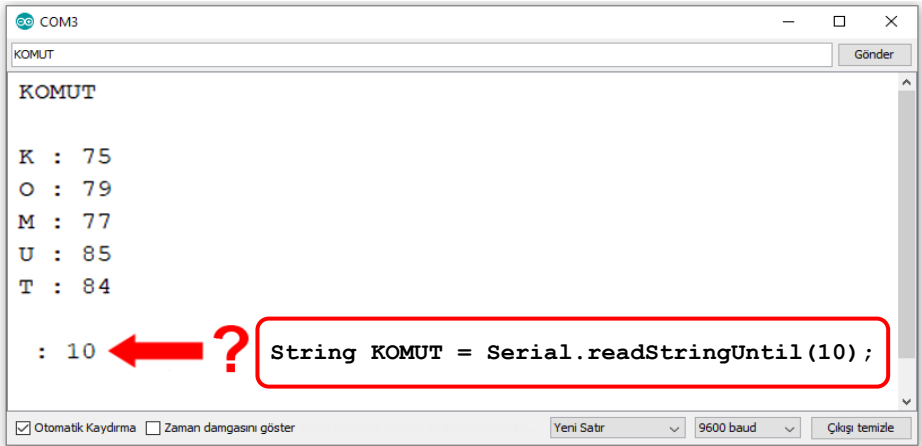 COM3
KOMUT
Gönder
KOMUT
K : 75
O : 79
M : 77
U : 85
T : 84
: 10 ? String KOMUT = Serial.readStringUntil(10);
Otomatik Kaydırma Zaman damgasını göster Yeni Satır 9600 baud Çıkışı temizle